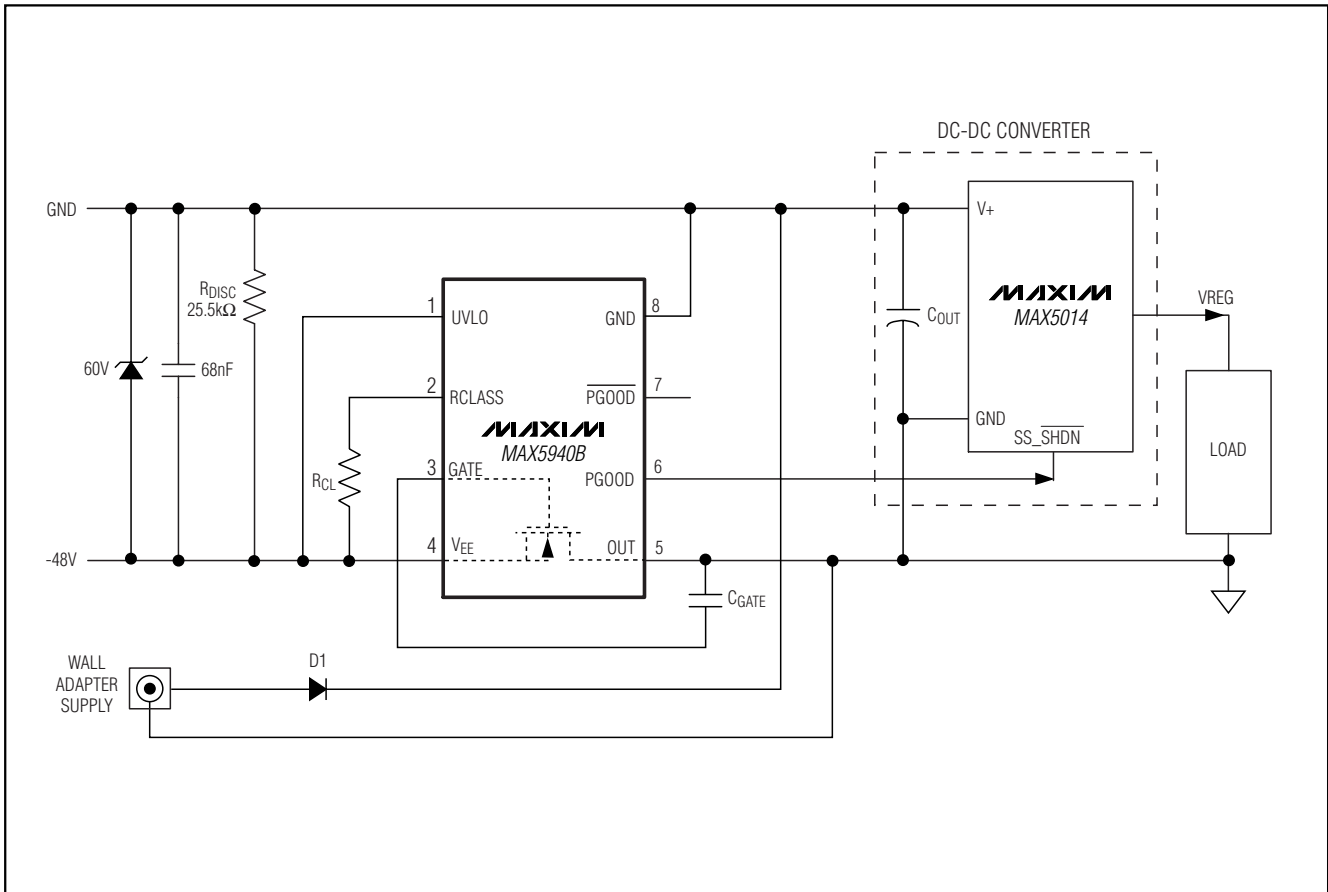 DC-DC CONVERTER
GND
V+
RDISC
25.5kΩ
1
UVLO
GND
8
COUT
MAXIM
MAX5014
VREG
60V
68nF
2
RCLASS
PGOOD
7
MAXIM
MAX5940B
GND
SS_SHDN
LOAD
RCL
3
GATE
PGOOD
6
-48V
4
VEE
OUT
5
CGATE
WALL
ADAPTER
SUPPLY
D1